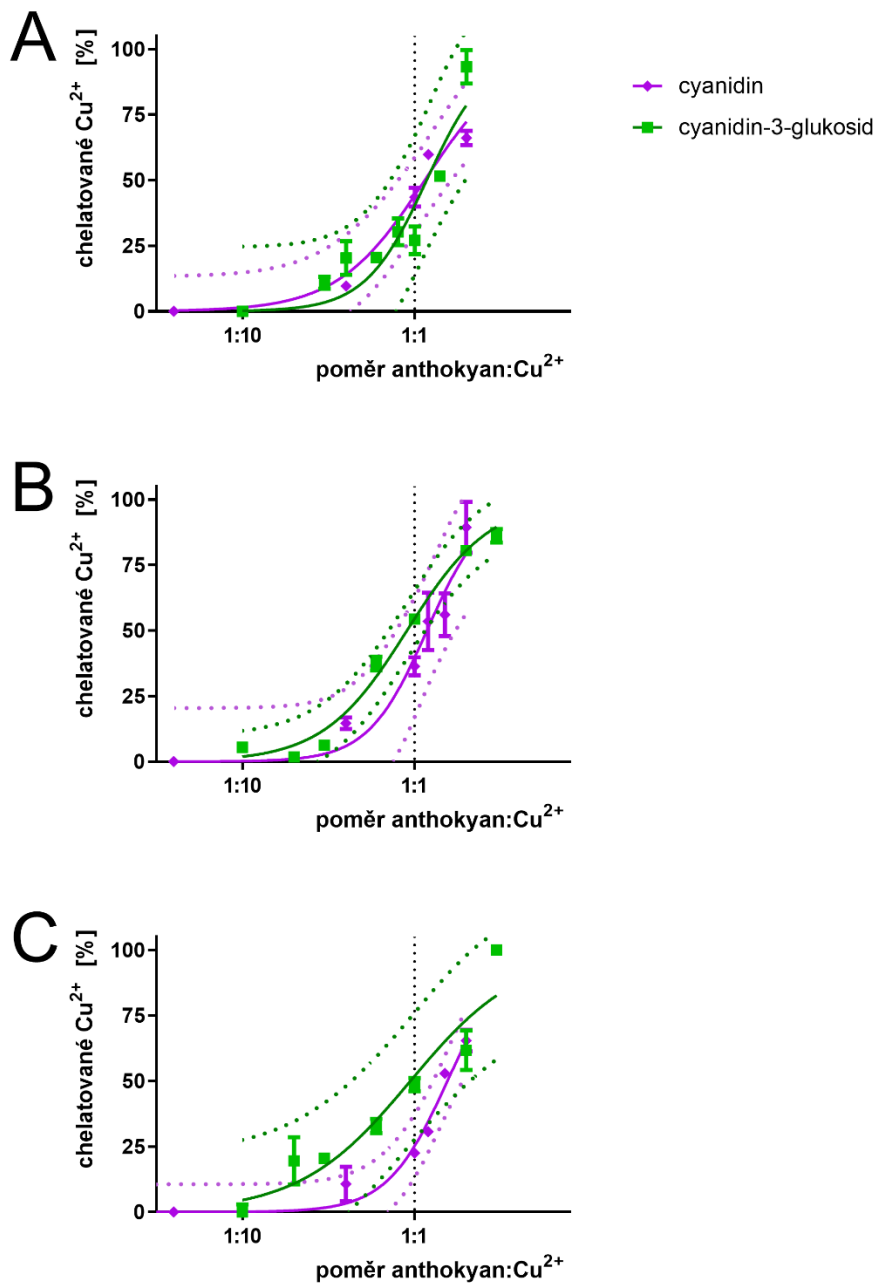 A
chelatované Cu²⁺ [%]
100
75
50
25
0
1:10
1:1
poměr anthokyan:Cu²⁺
cyanidin
cyanidin-3-glukosid
B
chelatované Cu²⁺ [%]
100
75
50
25
0
1:10
1:1
poměr anthokyan:Cu²⁺
C
chelatované Cu²⁺ [%]
100
75
50
25
0
1:10
1:1
poměr anthokyan:Cu²⁺